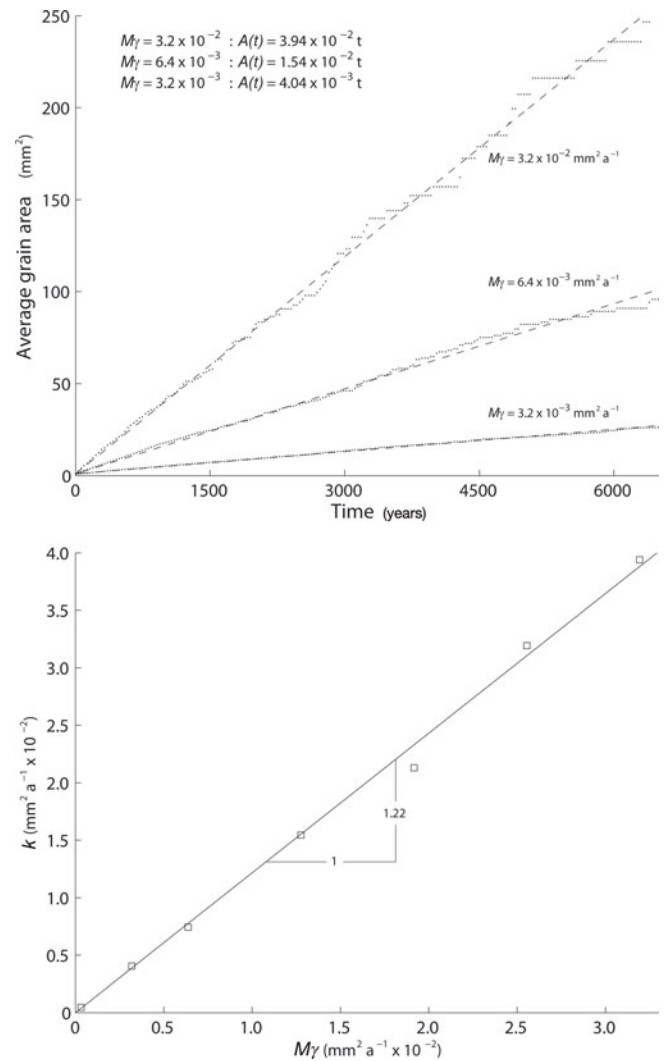 250
200
150
100
50
0
Average grain area (mm²)
Mγ = 3.2 x 10⁻² : A(t) = 3.94 x 10⁻² t
Mγ = 6.4 x 10⁻³ : A(t) = 1.54 x 10⁻² t
Mγ = 3.2 x 10⁻³ : A(t) = 4.04 x 10⁻³ t
Mγ = 3.2 x 10⁻² mm² a⁻¹
Mγ = 6.4 x 10⁻³ mm² a⁻¹
Mγ = 3.2 x 10⁻³ mm² a⁻¹
0 1500 3000 4500 6000
Time (years)
4.0
3.5
3.0
2.5
2.0
1.5
1.0
0.5
0
k (mm² a⁻¹ x 10⁻²)
1.22
1
0 0.5 1.0 1.5 2.0 2.5 3.0
Mγ (mm² a⁻¹ x 10⁻²)